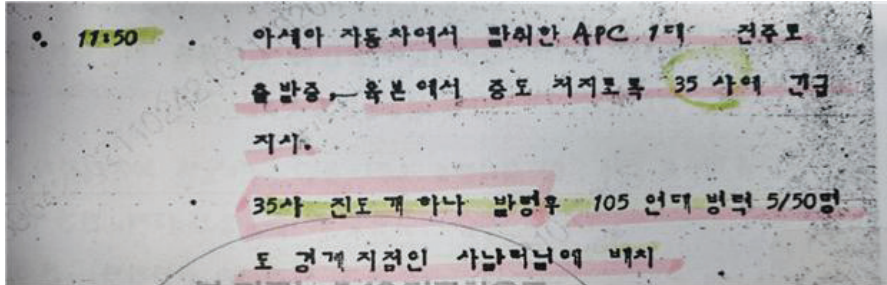 o. 11:50 . 아세아 자동차에서 탈취한 APC 1대 전주로
출발중, 육본에서 중도 저지토록 35 사에 긴급
지시.
. 35사 진도개 하나 발령후 105 연대 병력 5/50명
도 경계지점인 사남터널에 배치